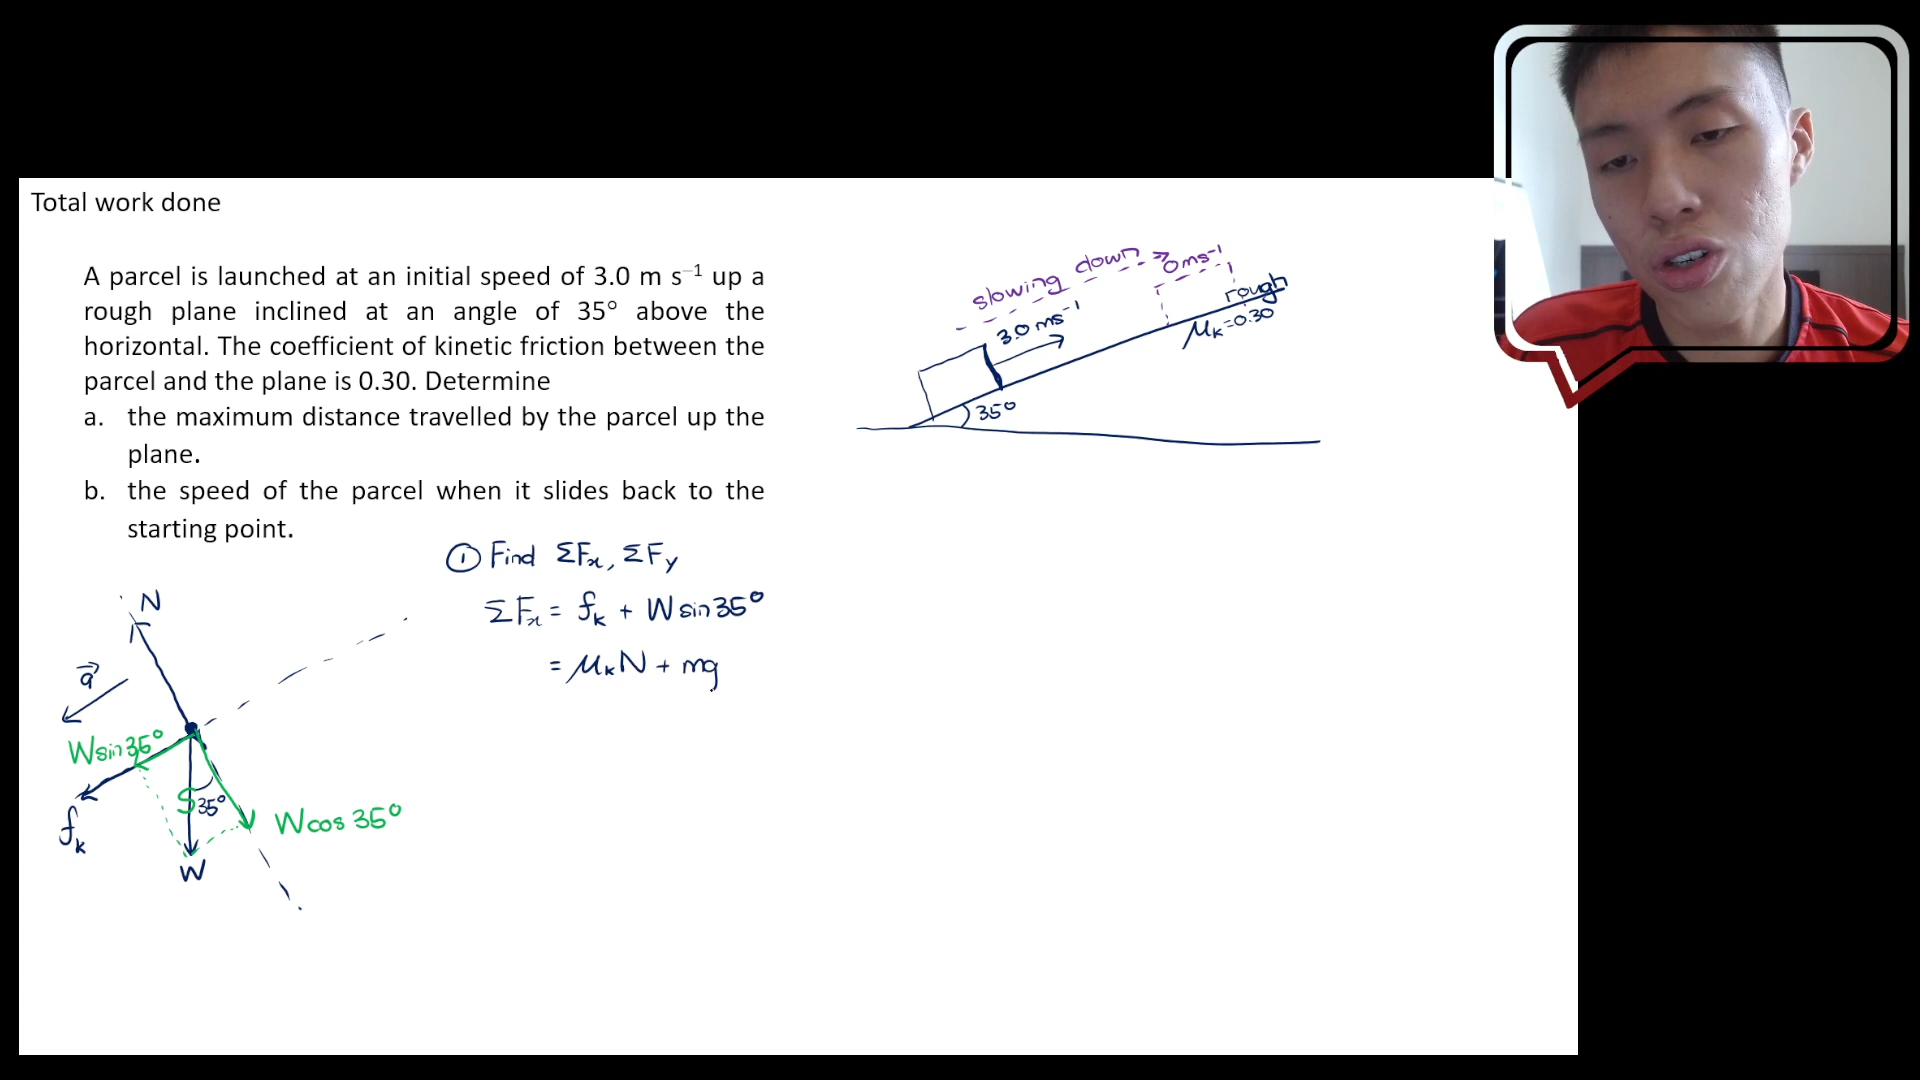 Total work done
A parcel is launched at an initial speed of 3.0 m s⁻¹ up a
rough plane inclined at an angle of 35° above the
horizontal. The coefficient of kinetic friction between the
parcel and the plane is 0.30. Determine
a. the maximum distance travelled by the parcel up the
plane.
b. the speed of the parcel when it slides back to the
starting point.
slowing down
0 ms⁻¹
3.0 ms⁻¹
rough
μₖ=0.30
35°
① Find ΣFₓ, ΣFy
ΣFₓ = fₖ + W sin 35°
= μₖN + mg
N
a⃗
W sin 35°
fₖ
35°
W cos 35°
W